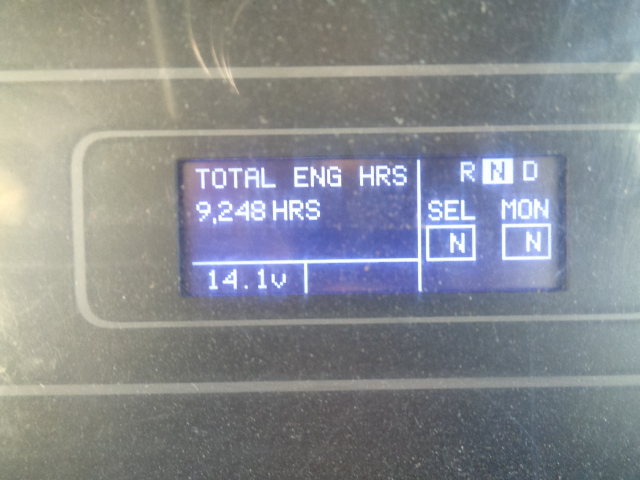 TOTAL ENG HRS
9,248 HRS
14.1v
R N D
SEL MON
N N